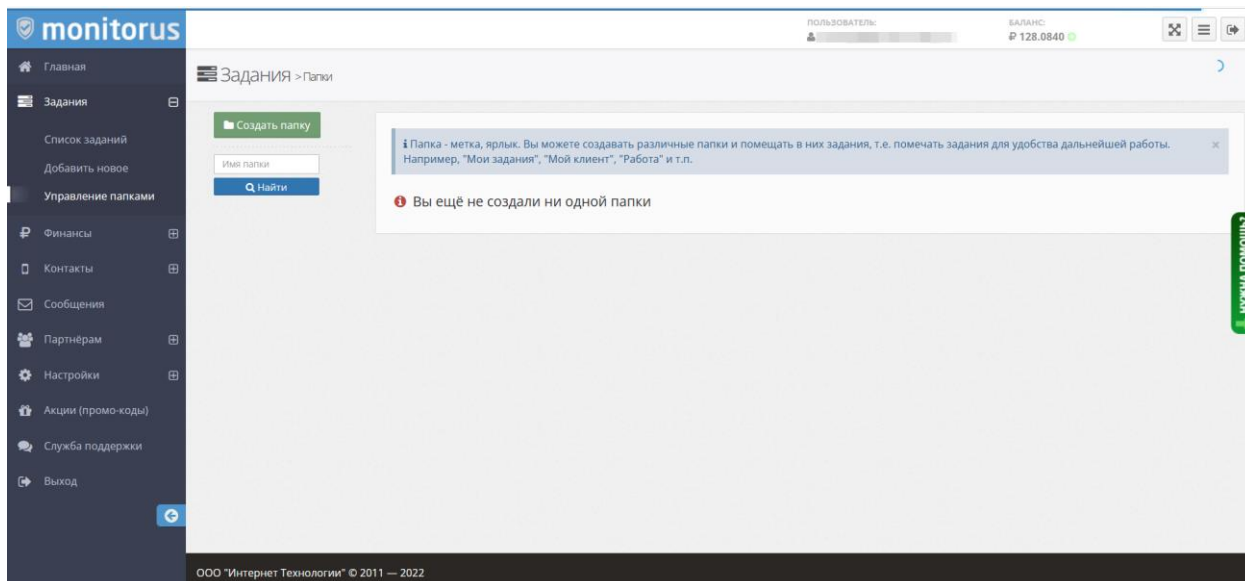 monitorus
ПОЛЬЗОВАТЕЛЬ:
БАЛАНС:
₽ 128.0840
Главная
Задания
Список заданий
Добавить новое
Управление папками
Финансы
Контакты
Сообщения
Партнёрам
Настройки
Акции (промо-коды)
Служба поддержки
Выход
Задания > Папки
Создать папку
Имя папки
Найти
Папка - метка, ярлык. Вы можете создавать различные папки и помещать в них задания, т.е. помечать задания для удобства дальнейшей работы.
Например, "Мои задания", "Мой клиент", "Работа" и т.п.
Вы ещё не создали ни одной папки
НУЖНА ПОМОЩЬ?
ООО "Интернет Технологии" © 2011 — 2022